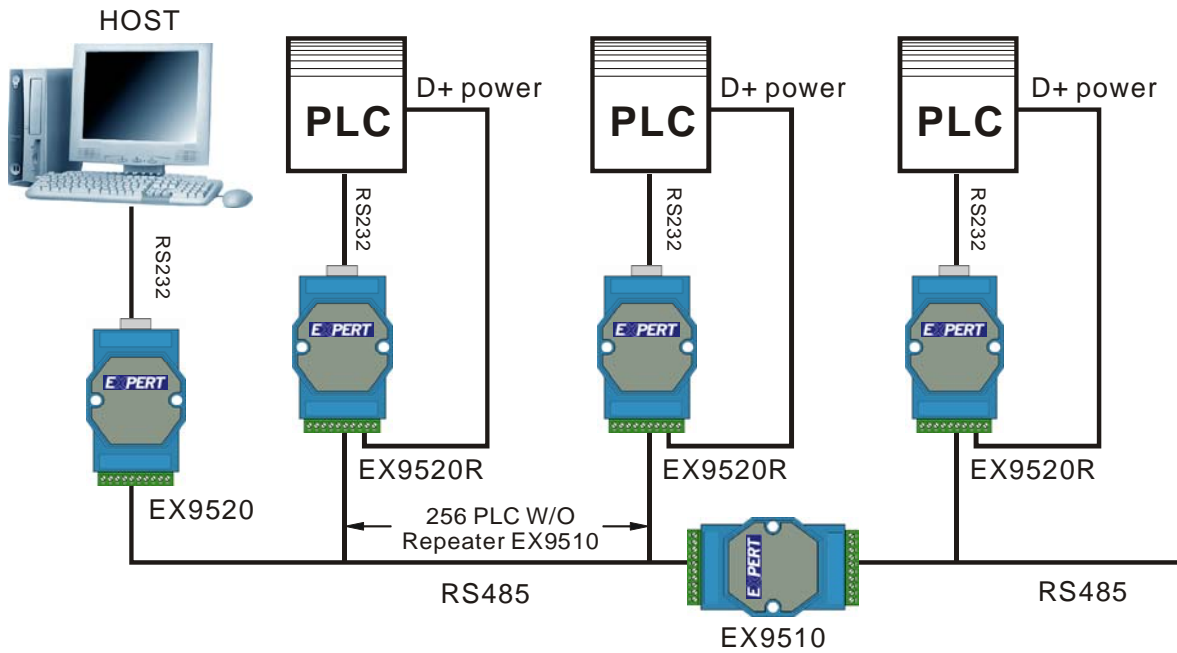 HOST
D+ power
D+ power
D+ power
PLC
PLC
PLC
RS232
RS232
RS232
RS232
EXPERT
EXPERT
EXPERT
EXPERT
EX9520
EX9520R
EX9520R
EX9520R
256 PLC W/O
Repeater EX9510
EXPERT
RS485
RS485
EX9510